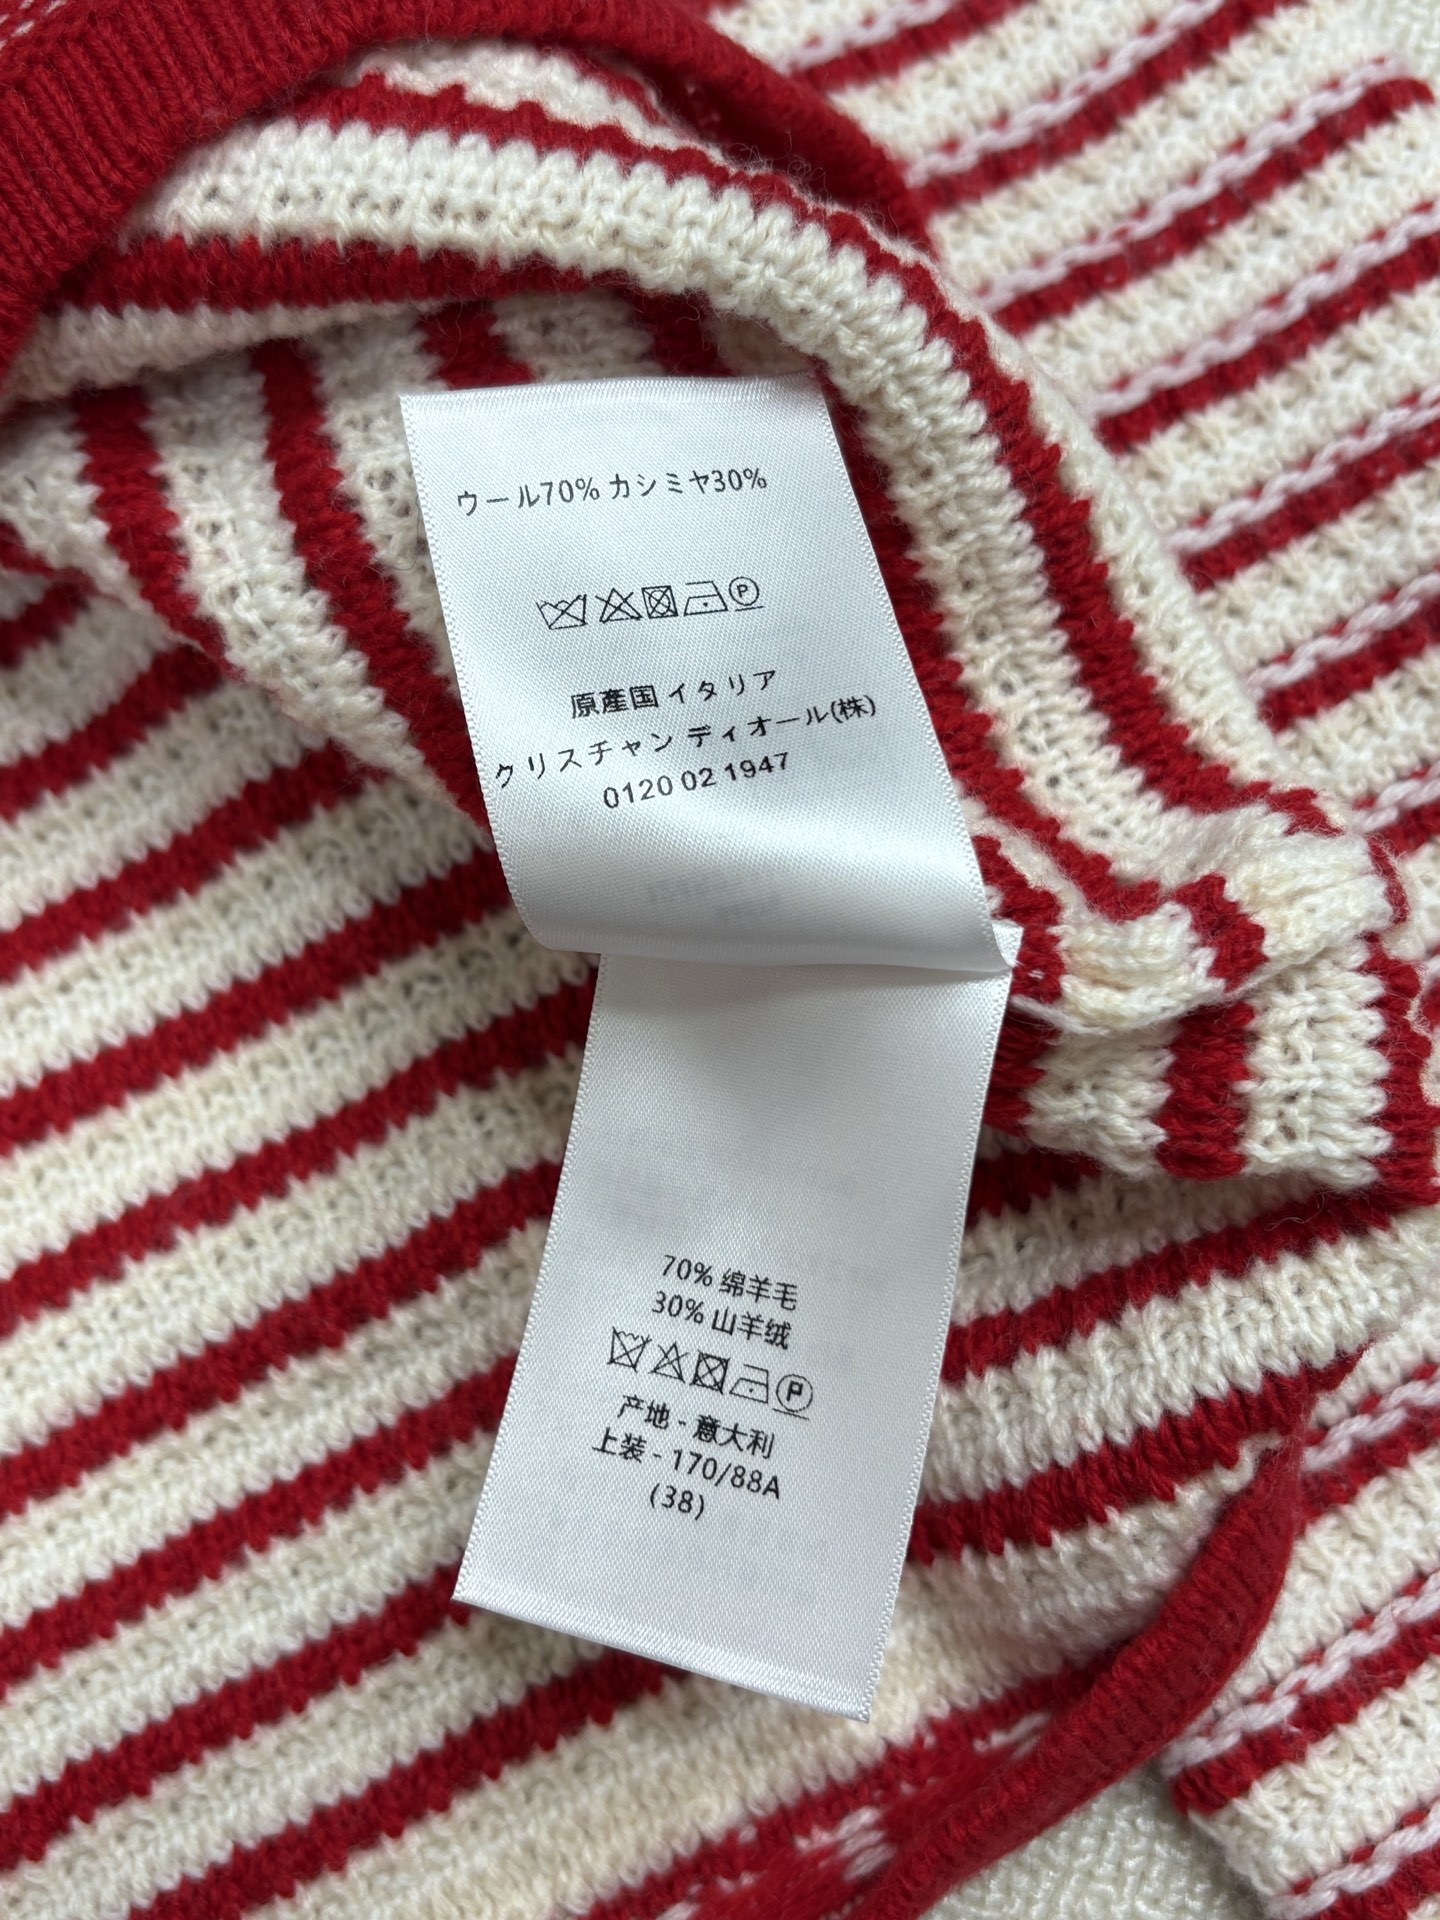 ウール70% カシミヤ30%
P
原産国 イタリア
クリスチャン ディオール(株)
0120 02 1947
70% 绵羊毛
30% 山羊绒
P
产地 - 意大利
上装 - 170/88A
(38)